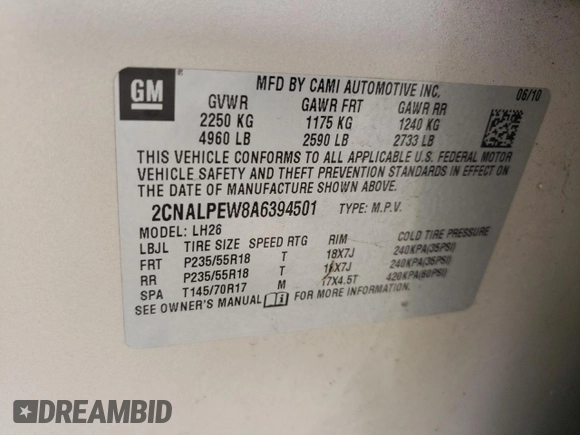 GM
MFD BY CAMI AUTOMOTIVE INC.
06/10
GVWR GAWR FRT GAWR RR
2250 KG 1175 KG 1240 KG
4960 LB 2590 LB 2733 LB
THIS VEHICLE CONFORMS TO ALL APPLICABLE U.S. FEDERAL MOTOR
VEHICLE SAFETY AND THEFT PREVENTION STANDARDS IN EFFECT ON
THE DATE OF MANUFACTURE SHOWN ABOVE.
2CNALPEW8A6394501 TYPE: M.P.V.
MODEL: LH26
LBJL TIRE SIZE SPEED RTG RIM COLD TIRE PRESSURE
FRT P235/55R18 T 18X7J 240KPA(35PSI)
RR P235/55R18 T 18X7J 240KPA(35PSI)
SPA T145/70R17 M 17X4.5T 420KPA(60PSI)
SEE OWNER'S MANUAL FOR MORE INFORMATION.
DREAMBID